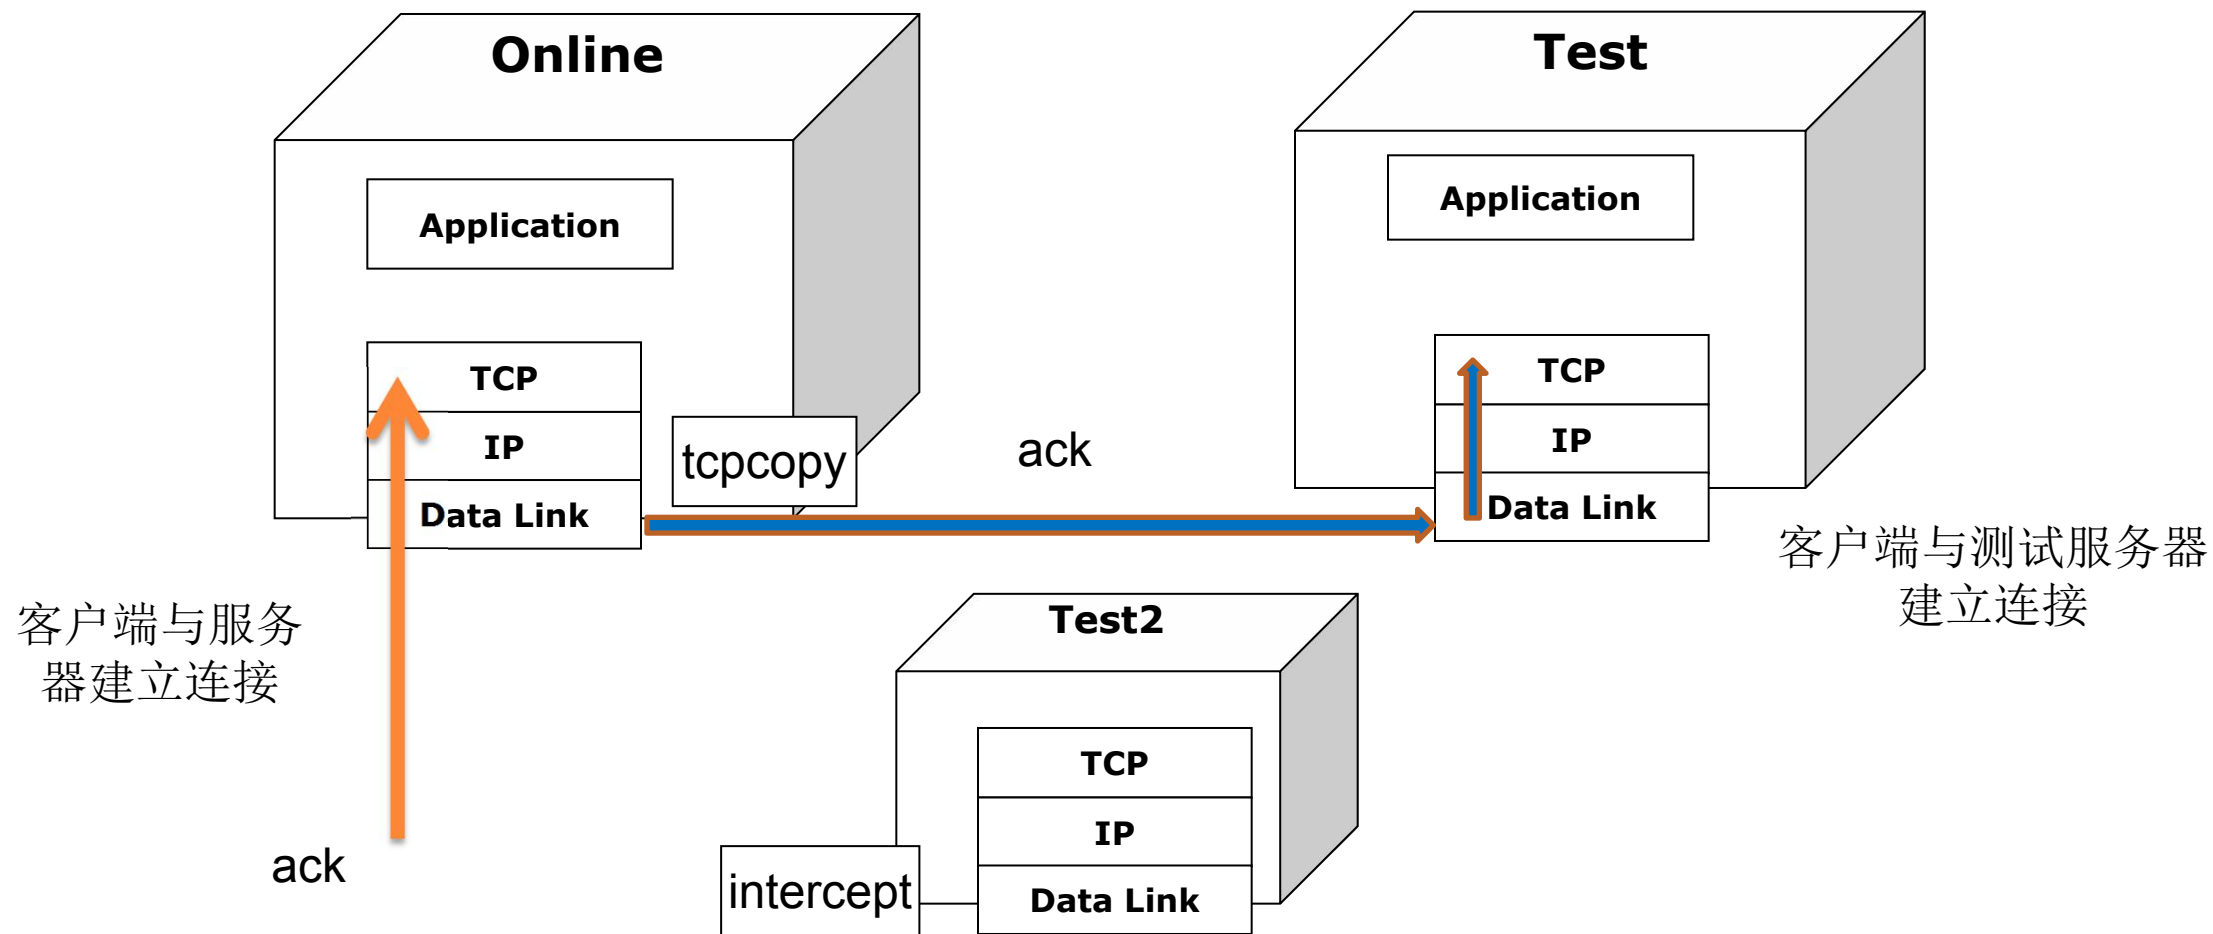 Online
Application
TCP
IP
Data Link
tcpcopy
ack
Test
Application
TCP
IP
Data Link
客户端与测试服务器
建立连接
客户端与服务
器建立连接
ack
Test2
TCP
IP
Data Link
intercept